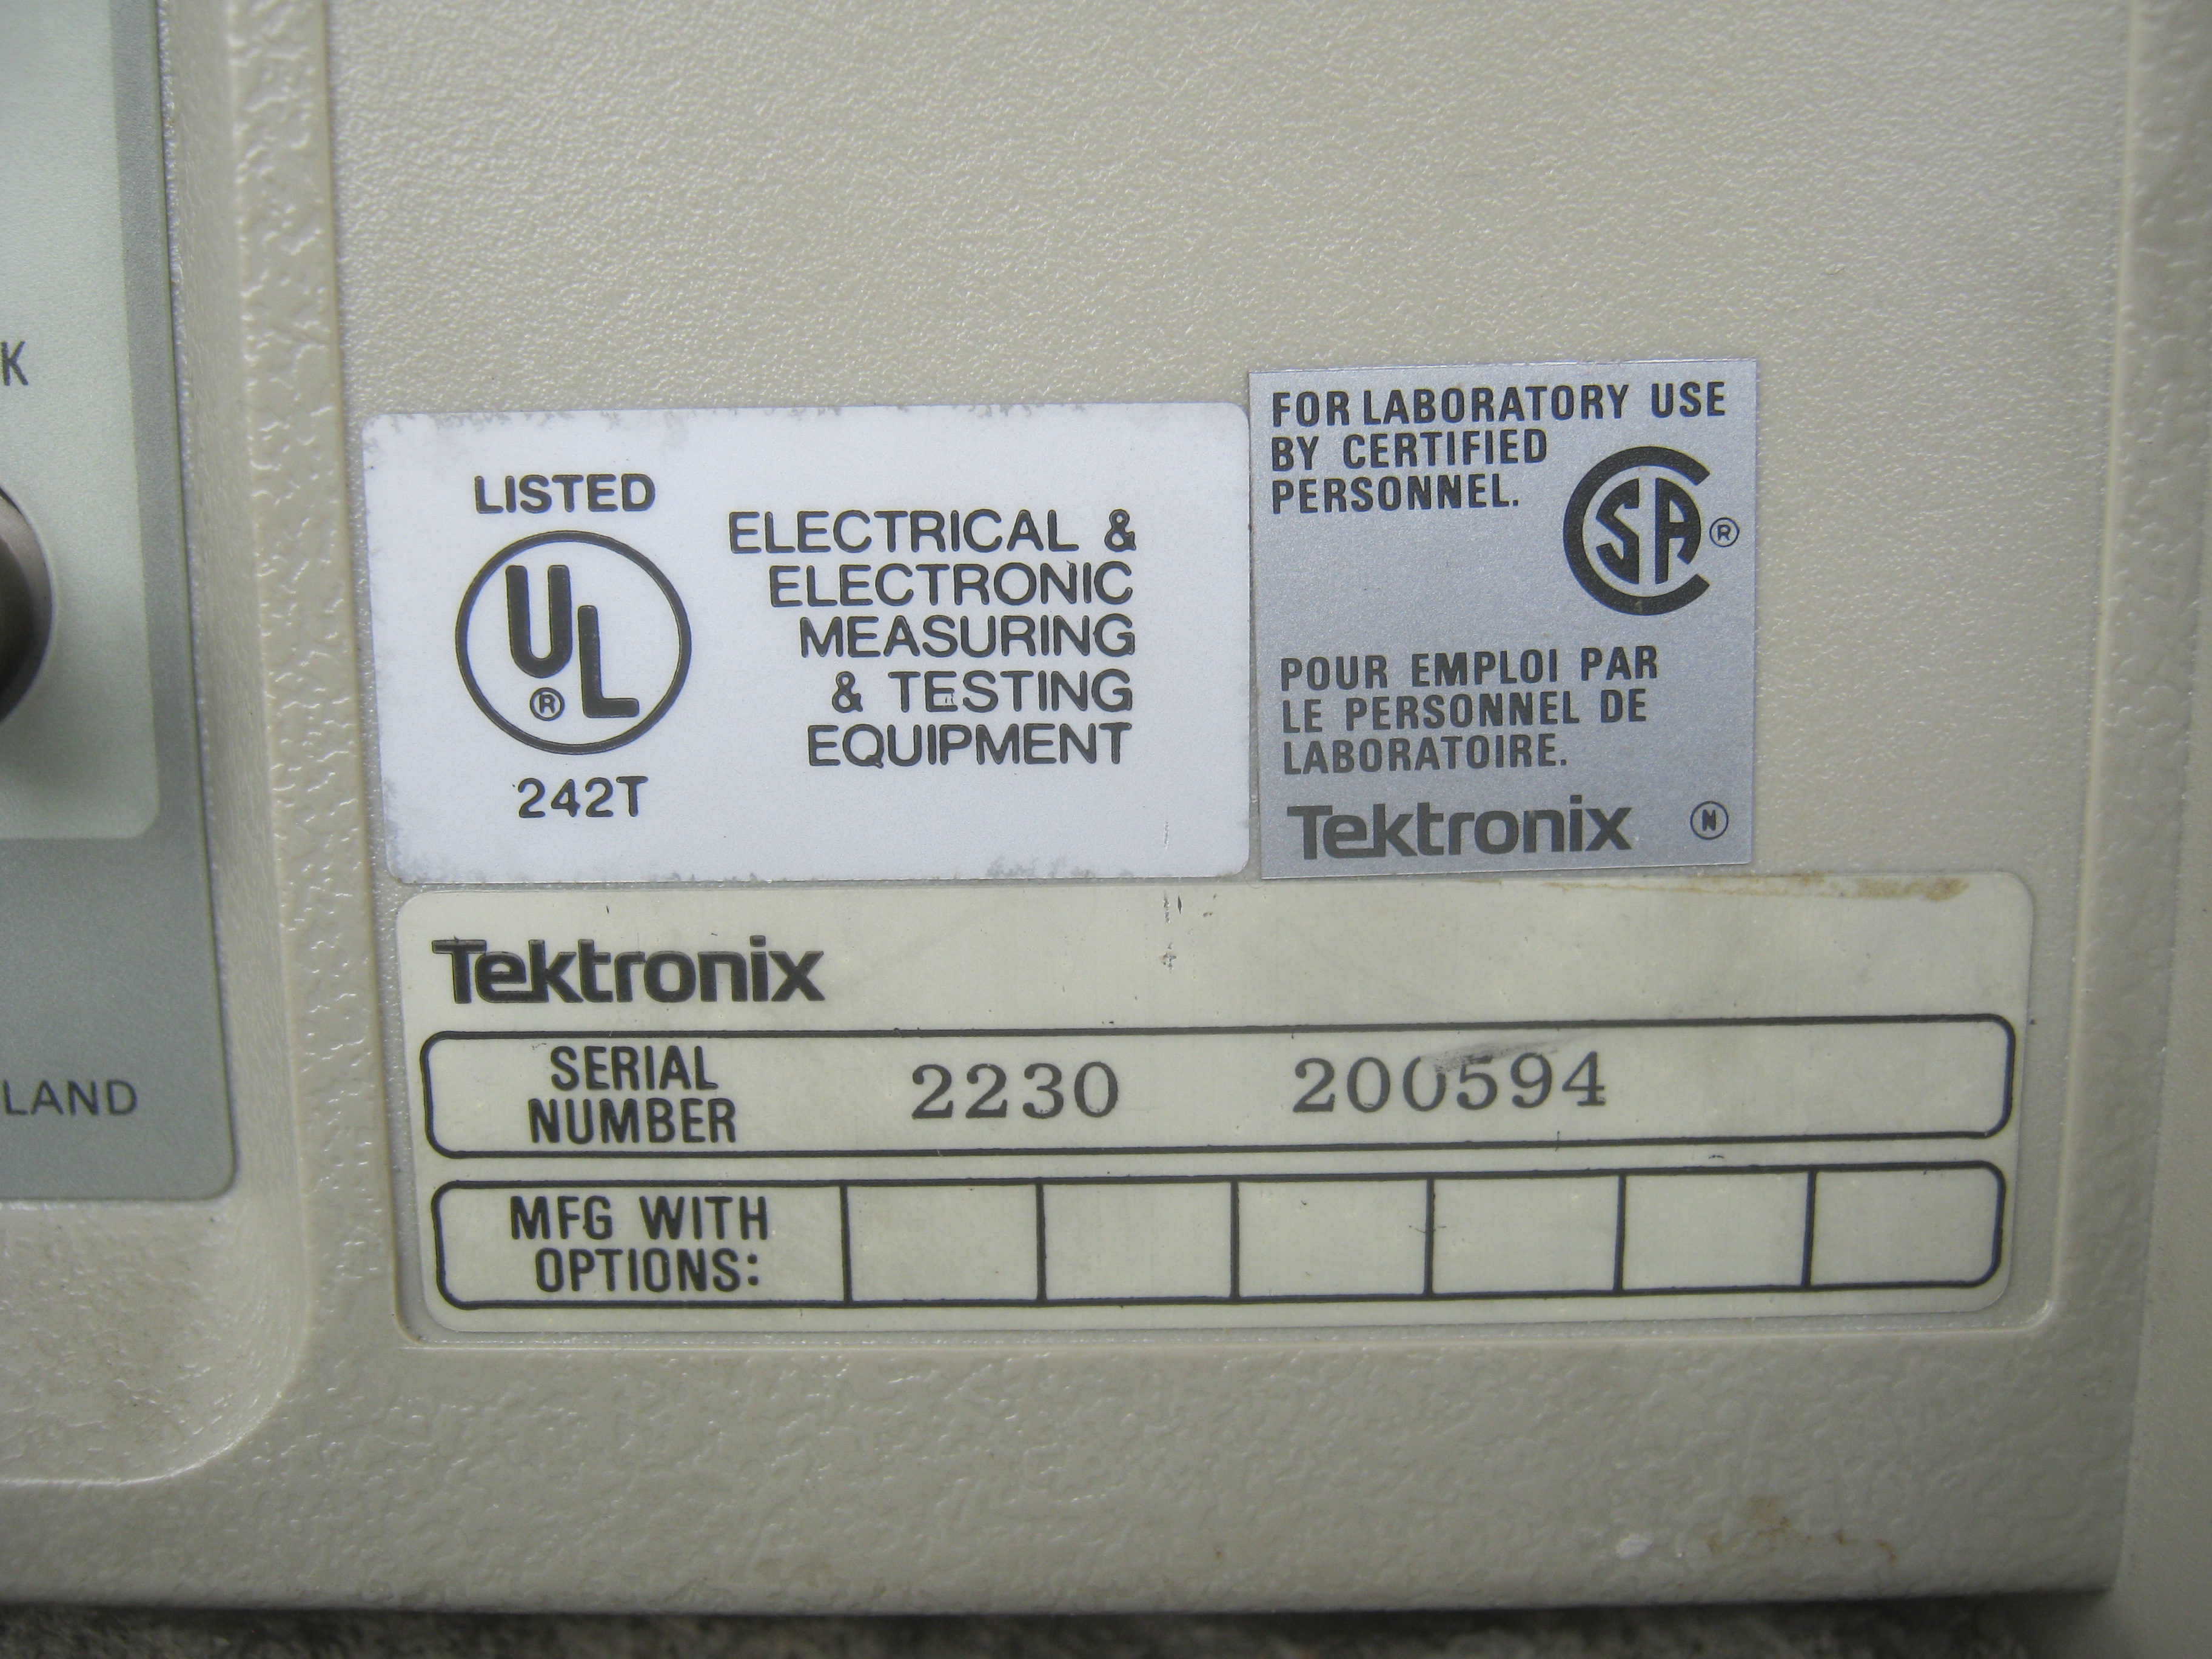 K
LAND
LISTED
UL
®
242T
ELECTRICAL &
ELECTRONIC
MEASURING
& TESTING
EQUIPMENT
FOR LABORATORY USE
BY CERTIFIED
PERSONNEL.
CSA ®
POUR EMPLOI PAR
LE PERSONNEL DE
LABORATOIRE.
Tektronix N
Tektronix
SERIAL
NUMBER
2230 200594
MFG WITH
OPTIONS: